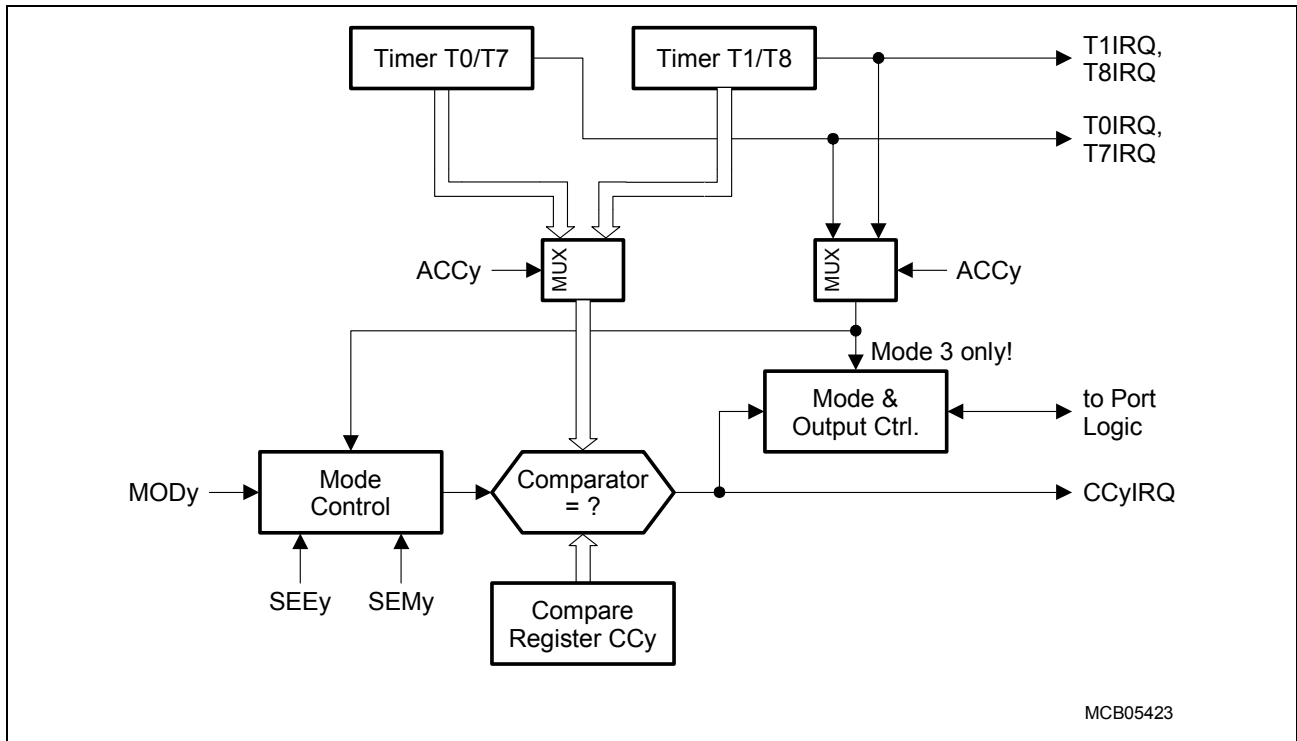 Timer T0/T7
Timer T1/T8
T1IRQ,
T8IRQ
T0IRQ,
T7IRQ
ACCy
MUX
MUX
ACCy
Mode 3 only!
Mode &
Output Ctrl.
to Port
Logic
MODy
Mode
Control
Comparator
= ?
CCyIRQ
SEEy
SEMy
Compare
Register CCy
MCB05423